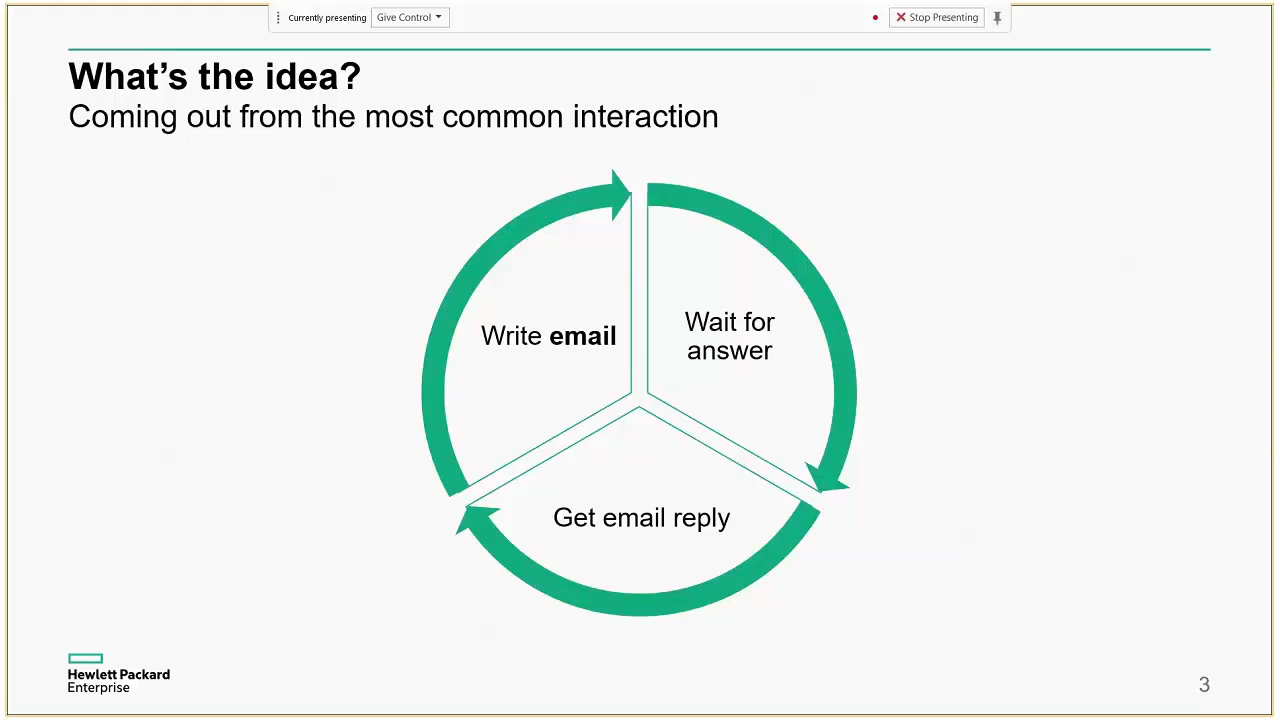 Currently presenting
Give Control
Stop Presenting
What's the idea?
Coming out from the most common interaction
Write email
Wait for
answer
Get email reply
Hewlett Packard
Enterprise
3